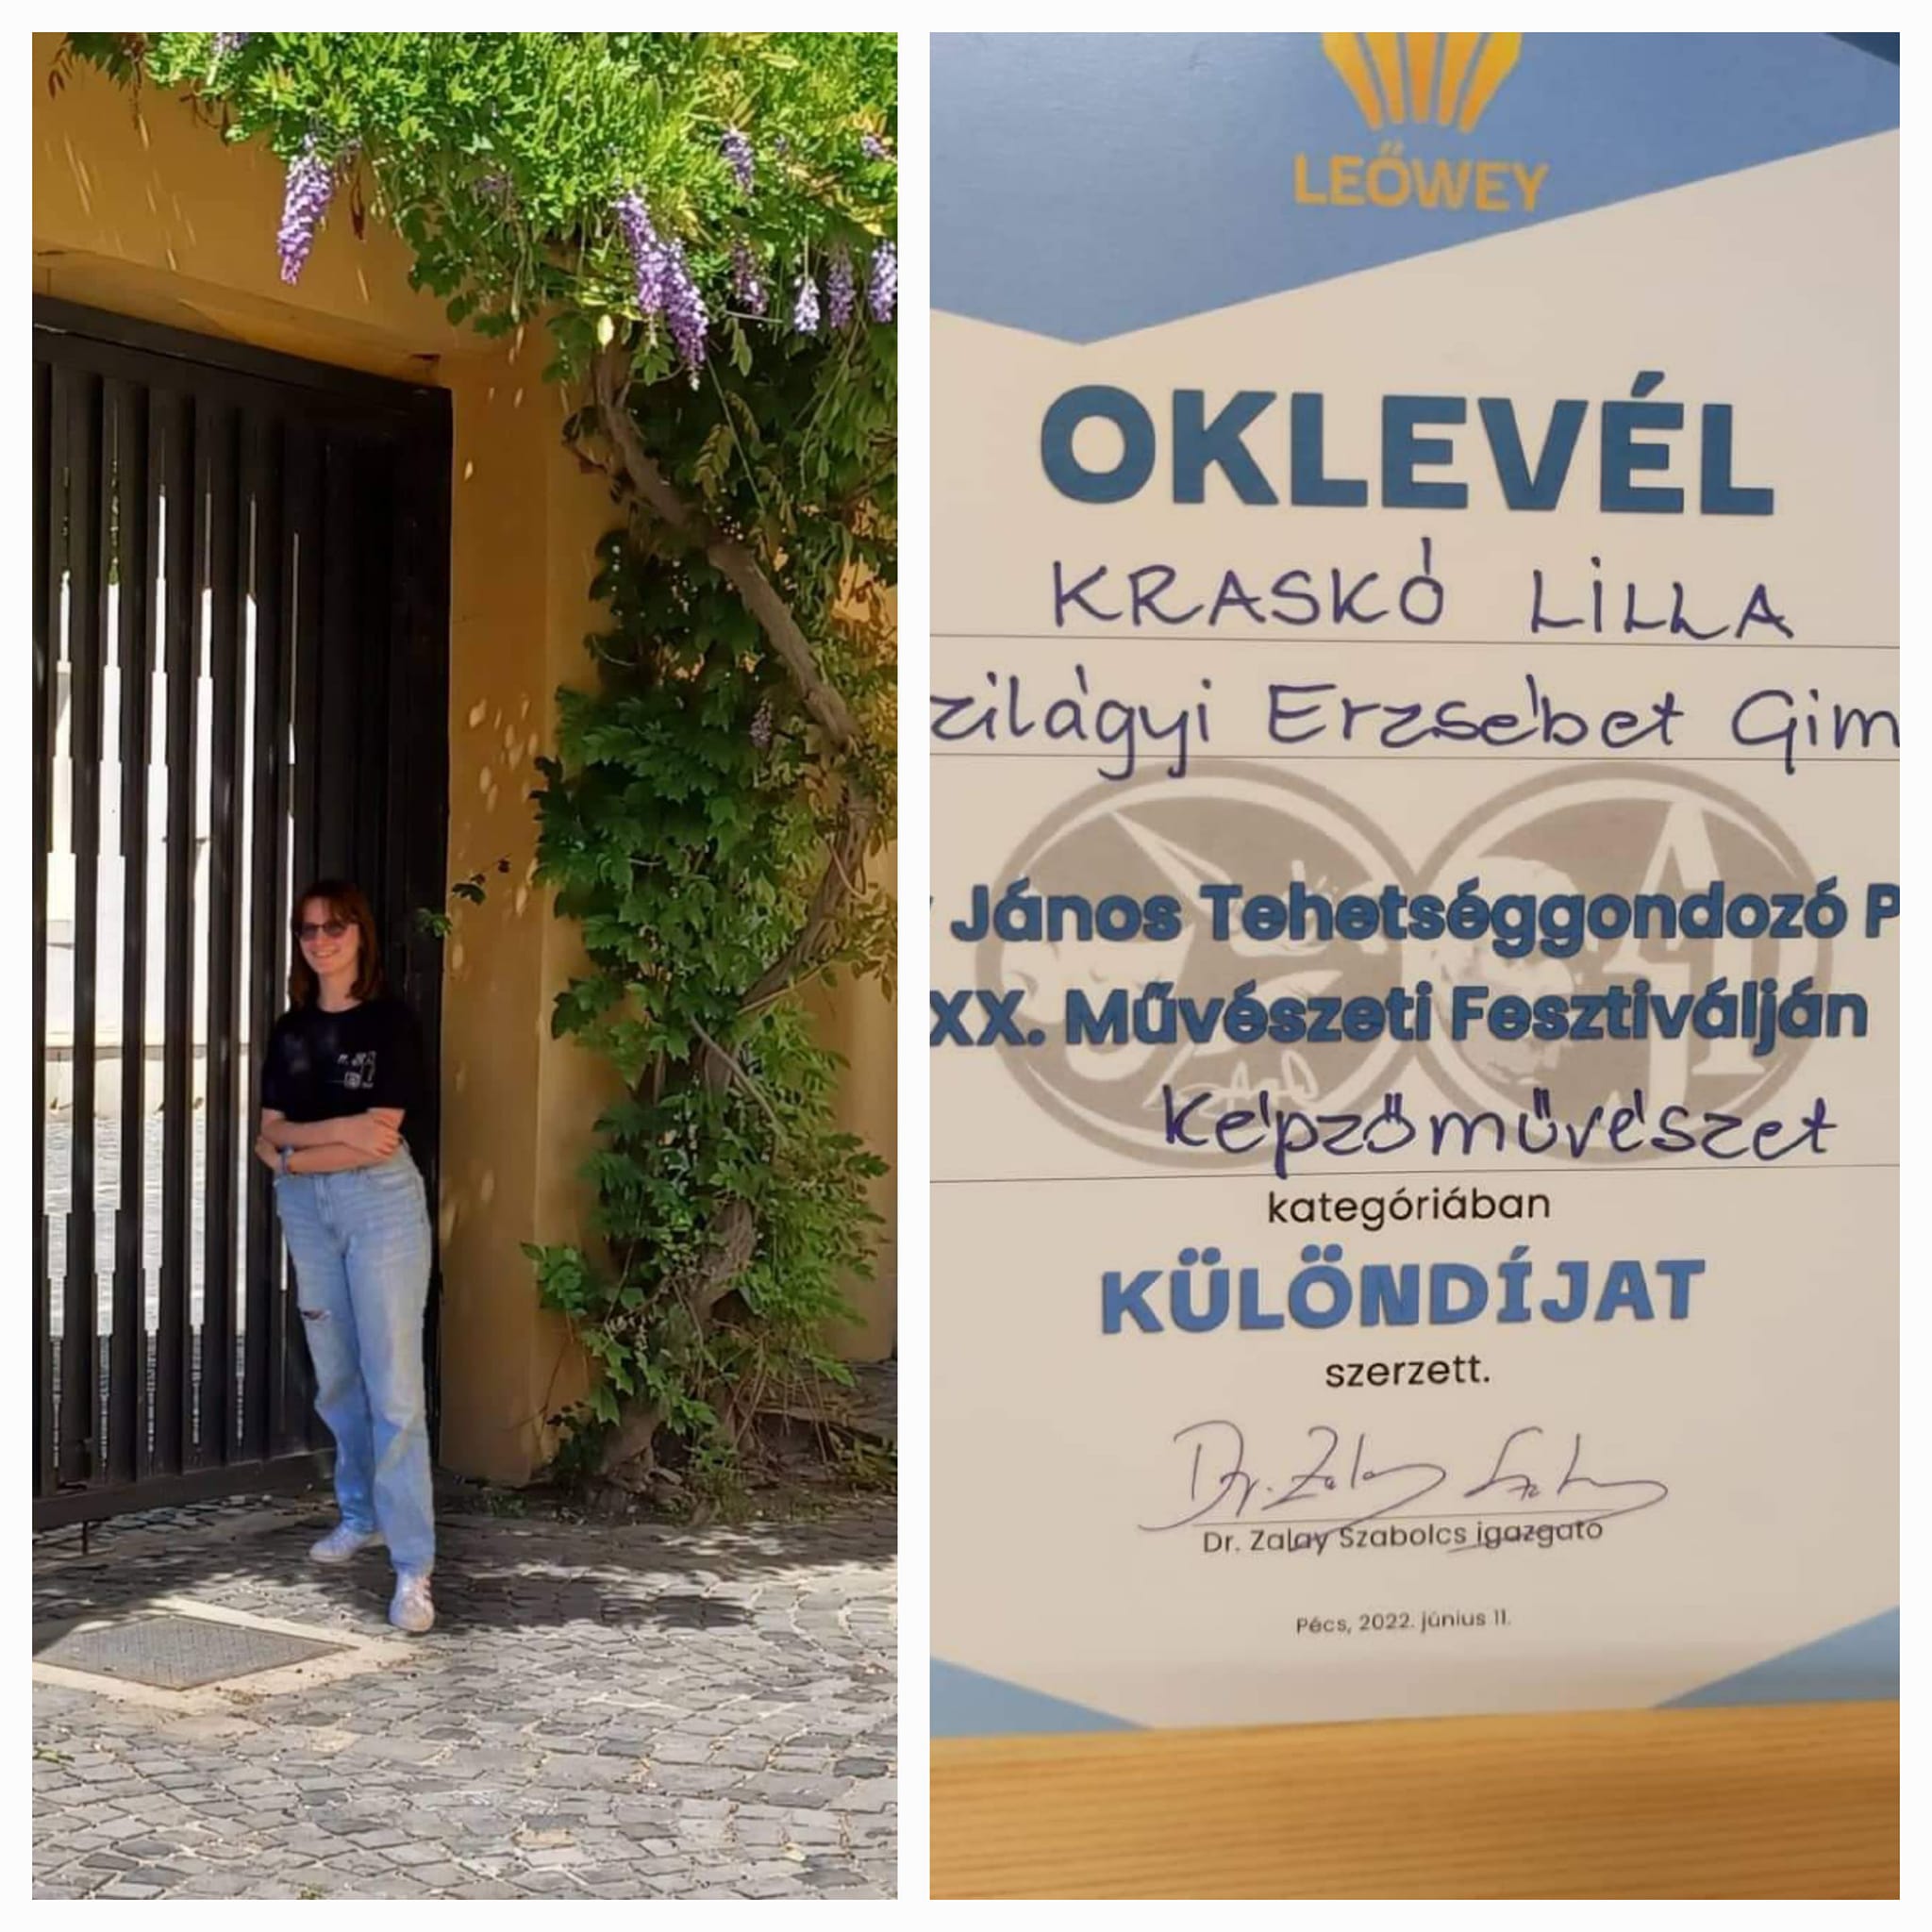 LEŐWEY
OKLEVÉL
KRASKÓ LILLA
zilágyi Erzsébet Gim
János Tehetséggondozó P
XX. Művészeti Fesztiválján
Képzőművészet
kategóriában
KÜLÖNDÍJAT
szerzett.
Dr. Zalay Szabolcs igazgató
Pécs, 2022. június 11.